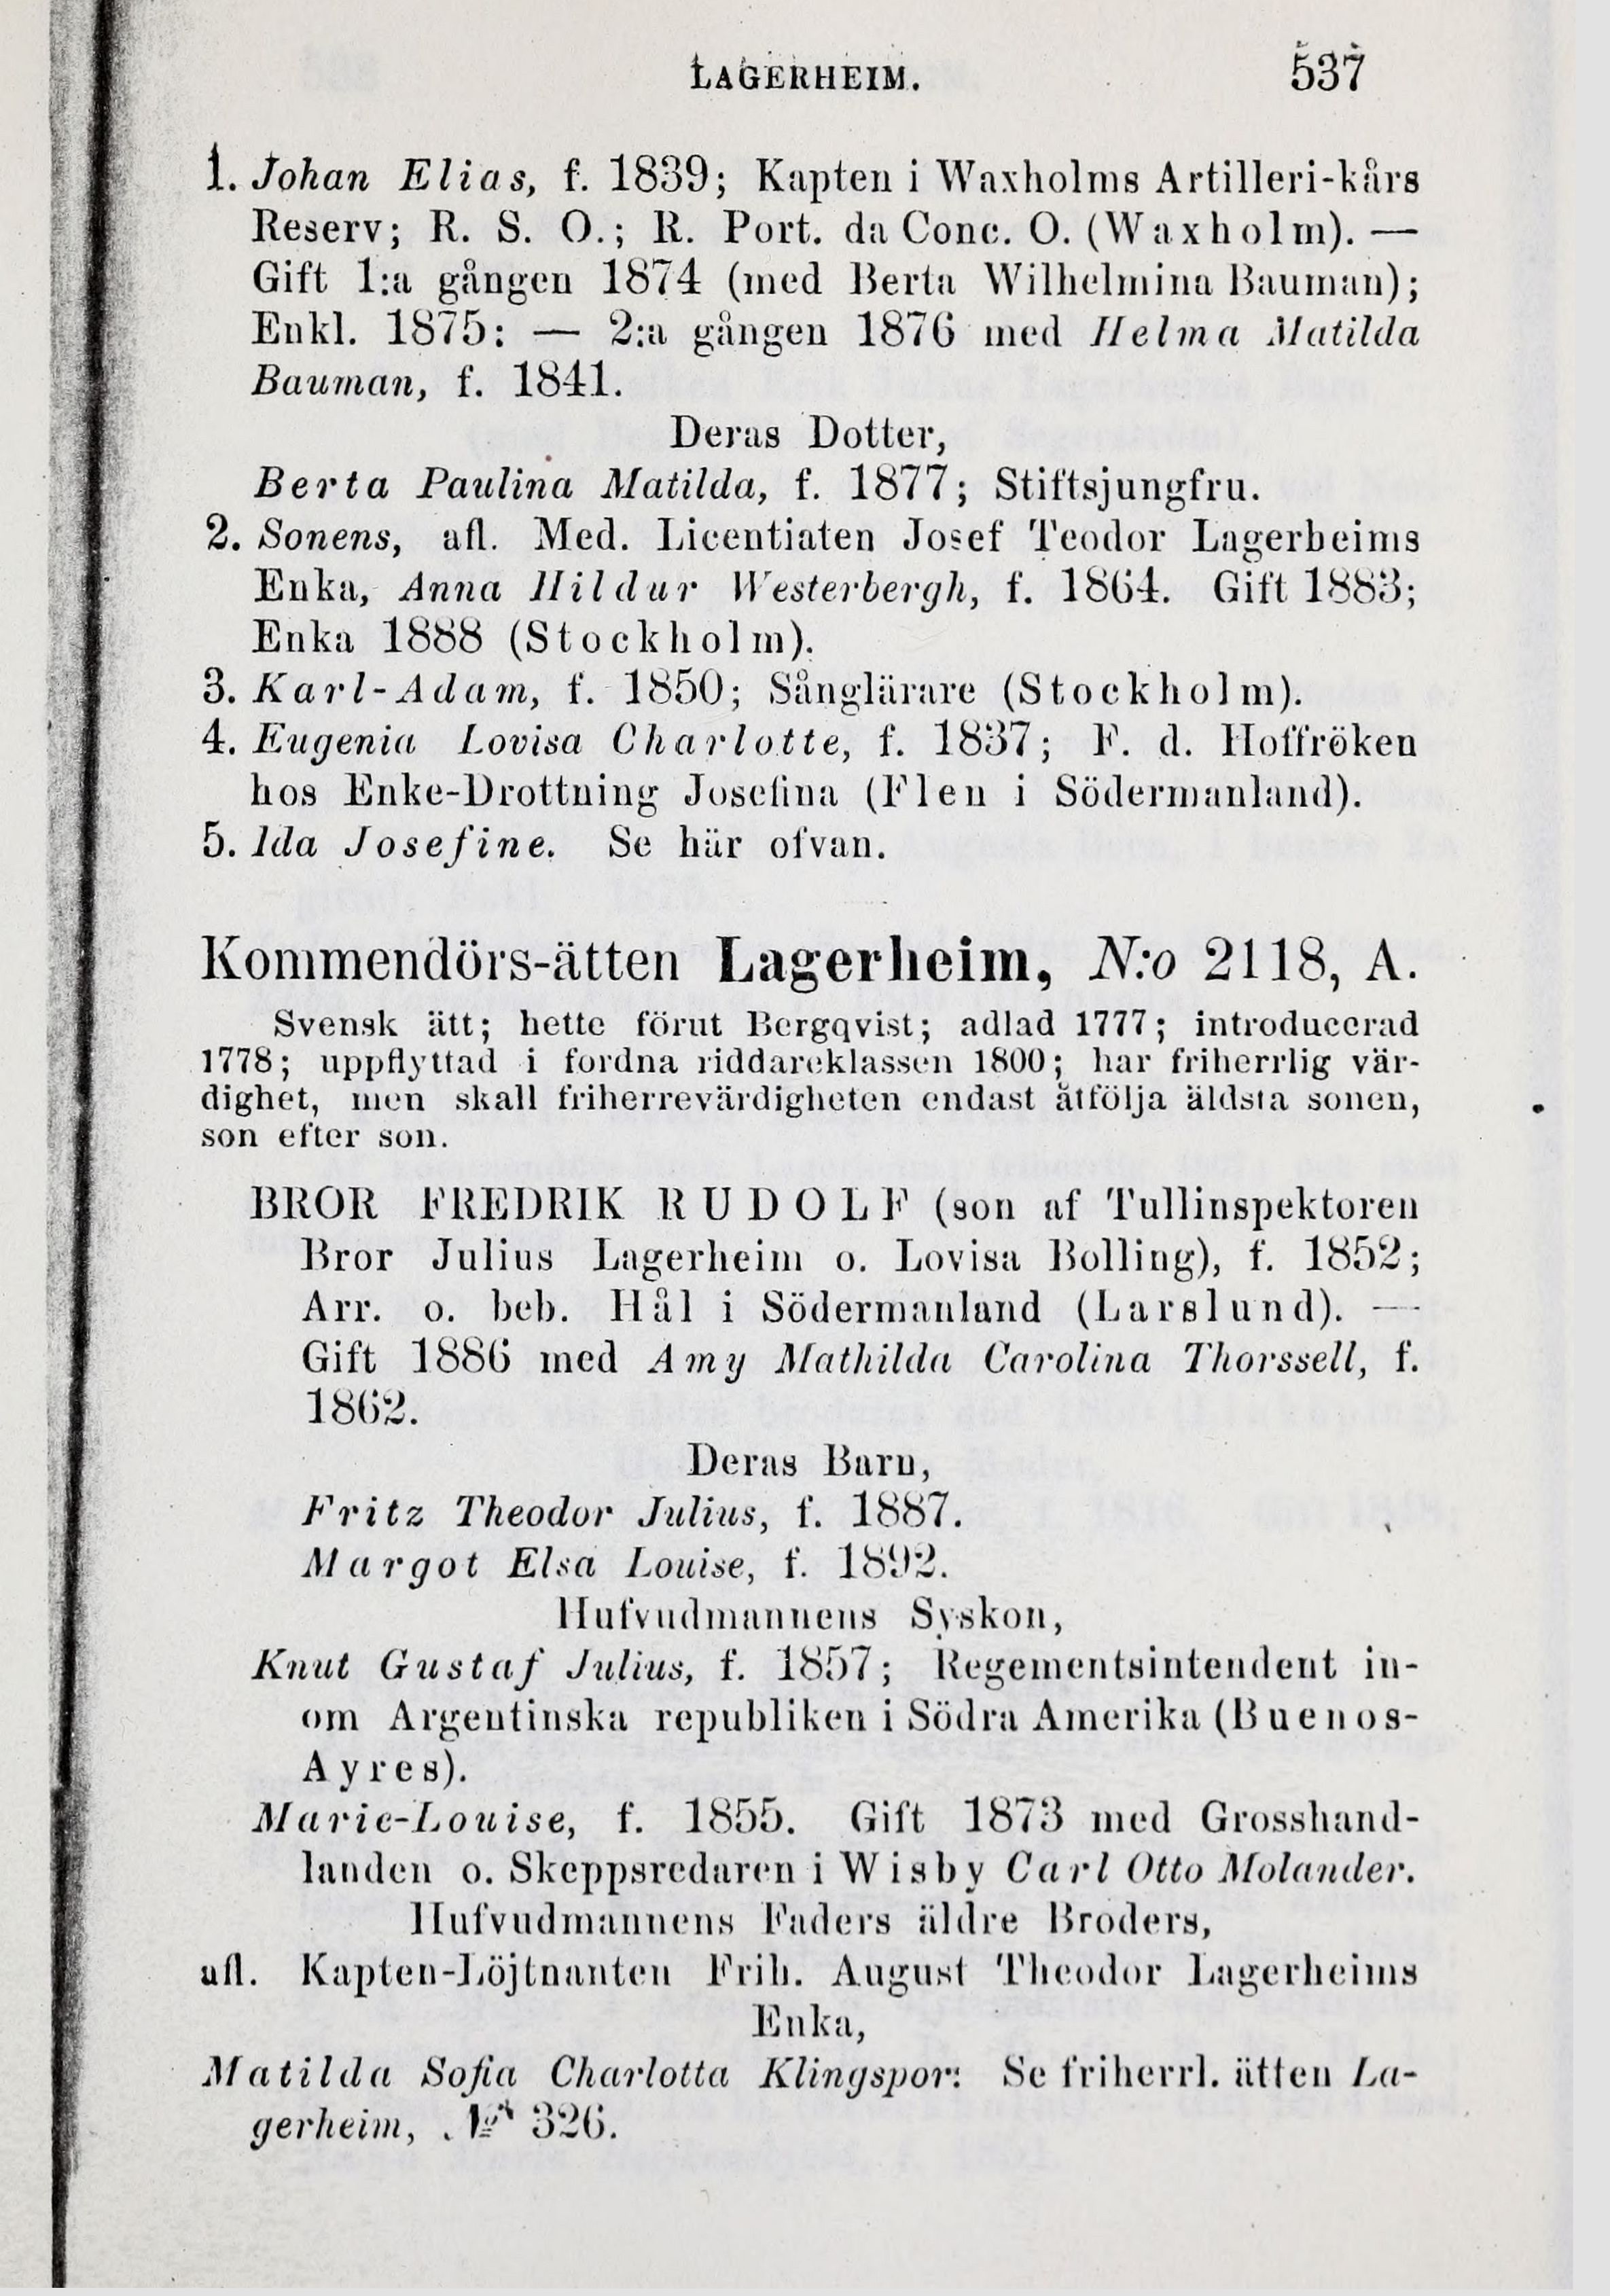 LAGERHEIM. 537
1. Johan Elias, f. 1839; Kapten i Waxholms Artilleri-kårs
Reserv; R. S. O.; R. Port. da Conc. O. (Waxholm). —
Gift 1:a gången 1874 (med Berta Wilhelmina Bauman);
Enkl. 1875: — 2:a gången 1876 med Helma Matilda
Bauman, f. 1841.
Deras Dotter,
Berta Paulina Matilda, f. 1877; Stiftsjungfru.
2. Sonens, afl. Med. Licentiaten Josef Teodor Lagerheims
Enka, Anna Hildur Westerbergh, f. 1864. Gift 1883;
Enka 1888 (Stockholm).
3. Karl-Adam, f. 1850; Sånglärare (Stockholm).
4. Eugenia Lovisa Charlotte, f. 1837; F. d. Hoffröken
hos Enke-Drottning Josefina (Flen i Södermanland).
5. Ida Josefine. Se här ofvan.
Kommendörs-ätten Lagerheim, N:o 2118, A.
Svensk ätt; hette förut Bergqvist; adlad 1777; introducerad
1778; uppflyttad i fordna riddareklassen 1800; har friherrlig vär-
dighet, men skall friherrevärdigheten endast åtfölja äldsta sonen,
son efter son.
BROR FREDRIK RUDOLF (son af Tullinspektoren
Bror Julius Lagerheim o. Lovisa Bolling), f. 1852;
Arr. o. beb. Hål i Södermanland (Larslund). —
Gift 1886 med Amy Mathilda Carolina Thorssell, f.
1862.
Deras Barn,
Fritz Theodor Julius, f. 1887.
Margot Elsa Louise, f. 1892.
Hufvudmannens Syskon,
Knut Gustaf Julius, f. 1857; Regementsintendent in-
om Argentinska republiken i Södra Amerika (Buenos-
Ayres).
Marie-Louise, f. 1855. Gift 1873 med Grosshand-
landen o. Skeppsredaren i Wisby Carl Otto Molander.
Hufvudmannens Faders äldre Broders,
afl. Kapten-Löjtnanten Frih. August Theodor Lagerheims
Enka,
Matilda Sofia Charlotta Klingspor: Se friherrl. ätten La-
gerheim, № 326.